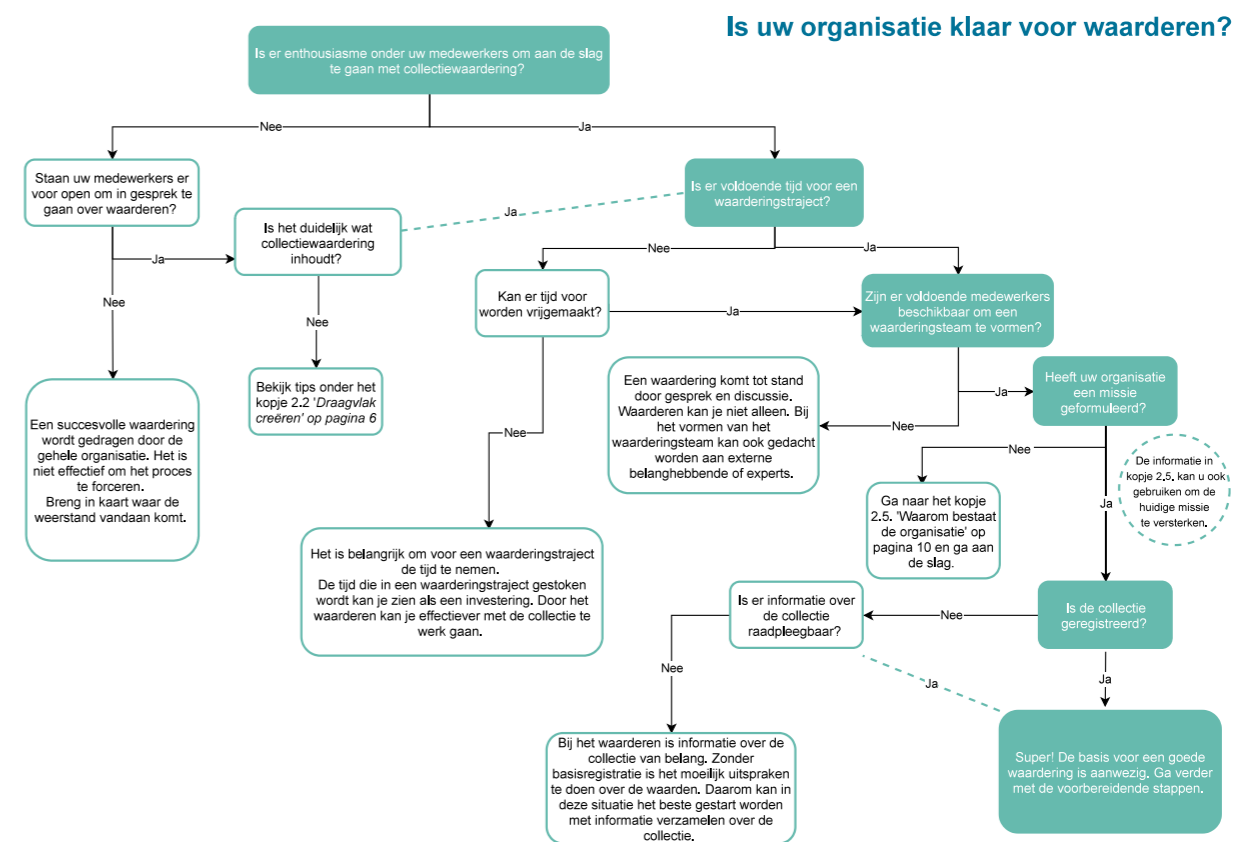 Is uw organisatie klaar voor waarderen?
Is er enthousiasme onder uw medewerkers om aan de slag
te gaan met collectiewaardering?
Nee
Ja
Staan uw medewerkers er
voor open om in gesprek te
gaan over waarderen?
Is er voldoende tijd voor een
waarderingstraject?
Ja
Is het duidelijk wat
collectiewaardering
inhoudt?
Ja
Nee
Nee
Ja
Nee
Kan er tijd voor
worden vrijgemaakt?
Ja
Zijn er voldoende medewerkers
beschikbaar om een
waarderingsteam te vormen?
Bekijk tips onder het
kopje 2.2 'Draagvlak
creëren' op pagina 6
Een succesvolle waardering
wordt gedragen door de
gehele organisatie. Het is
niet effectief om het proces
te forceren.
Breng in kaart waar de
weerstand vandaan komt.
Nee
Een waardering komt tot stand
door gesprek en discussie.
Waarderen kan je niet alleen. Bij
het vormen van het
waarderingsteam kan ook gedacht
worden aan externe
belanghebbende of experts.
Nee
Ja
Heeft uw organisatie
een missie
geformuleerd?
Nee
Ja
De informatie in
kopje 2.5. kan u ook
gebruiken om de
huidige missie
te versterken.
Ga naar het kopje
2.5. 'Waarom bestaat
de organisatie' op
pagina 10 en ga aan
de slag.
Het is belangrijk om voor een waarderingstraject
de tijd te nemen.
De tijd die in een waarderingstraject gestoken
wordt kan je zien als een investering. Door het
waarderen kan je effectiever met de collectie te
werk gaan.
Is er informatie over
de collectie
raadpleegbaar?
Nee
Is de collectie
geregistreerd?
Nee
Ja
Ja
Bij het waarderen is informatie over de
collectie van belang. Zonder
basisregistratie is het moeilijk uitspraken
te doen over de waarden. Daarom kan in
deze situatie het beste gestart worden
met informatie verzamelen over de
collectie.
Super! De basis voor een goede
waardering is aanwezig. Ga verder
met de voorbereidende stappen.